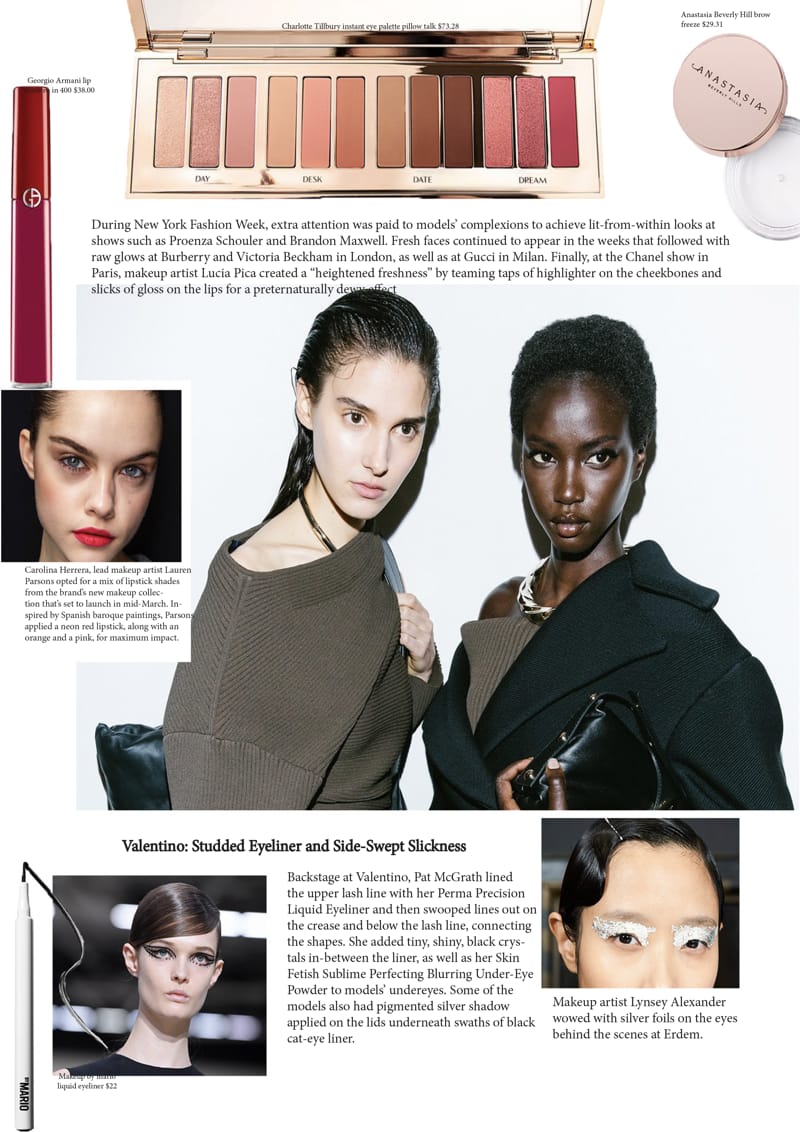 Charlotte Tillbury instant eye palette pillow talk $73.28
Anastasia Beverly Hill brow
freeze $29.31
Georgio Armani lip
in 400 $38.00
ANASTASIA
BEVERLY HILLS
DAY DESK DATE DREAM
During New York Fashion Week, extra attention was paid to models’ complexions to achieve lit-from-within looks at
shows such as Proenza Schouler and Brandon Maxwell. Fresh faces continued to appear in the weeks that followed with
raw glows at Burberry and Victoria Beckham in London, as well as at Gucci in Milan. Finally, at the Chanel show in
Paris, makeup artist Lucia Pica created a “heightened freshness” by teaming taps of highlighter on the cheekbones and
slicks of gloss on the lips for a preternaturally dewy effect
Carolina Herrera, lead makeup artist Lauren
Parsons opted for a mix of lipstick shades
from the brand's new makeup collec-
tion that's set to launch in mid-March. In-
spired by Spanish baroque paintings, Parsons
applied a neon red lipstick, along with an
orange and a pink, for maximum impact.
Valentino: Studded Eyeliner and Side-Swept Slickness
Backstage at Valentino, Pat McGrath lined
the upper lash line with her Perma Precision
Liquid Eyeliner and then swooped lines out on
the crease and below the lash line, connecting
the shapes. She added tiny, shiny, black crys-
tals in-between the liner, as well as her Skin
Fetish Sublime Perfecting Blurring Under-Eye
Powder to models’ undereyes. Some of the
models also had pigmented silver shadow
applied on the lids underneath swaths of black
cat-eye liner.
Makeup artist Lynsey Alexander
wowed with silver foils on the eyes
behind the scenes at Erdem.
Makeup by mario
liquid eyeliner $22
BY MARIO